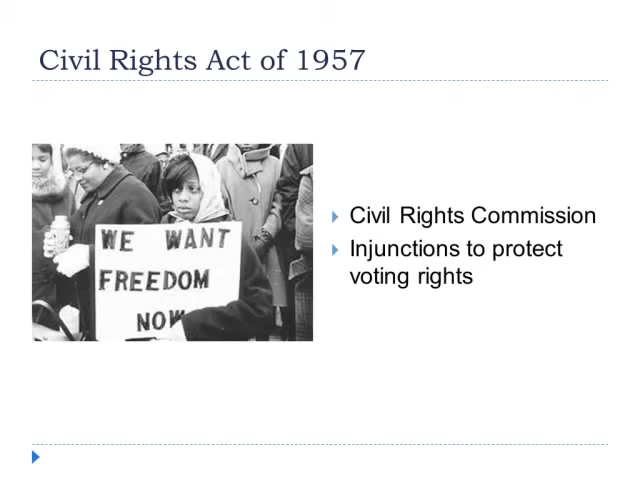 Civil Rights Act of 1957
WE WANT
FREEDOM
NOW
Civil Rights Commission
Injunctions to protect
voting rights